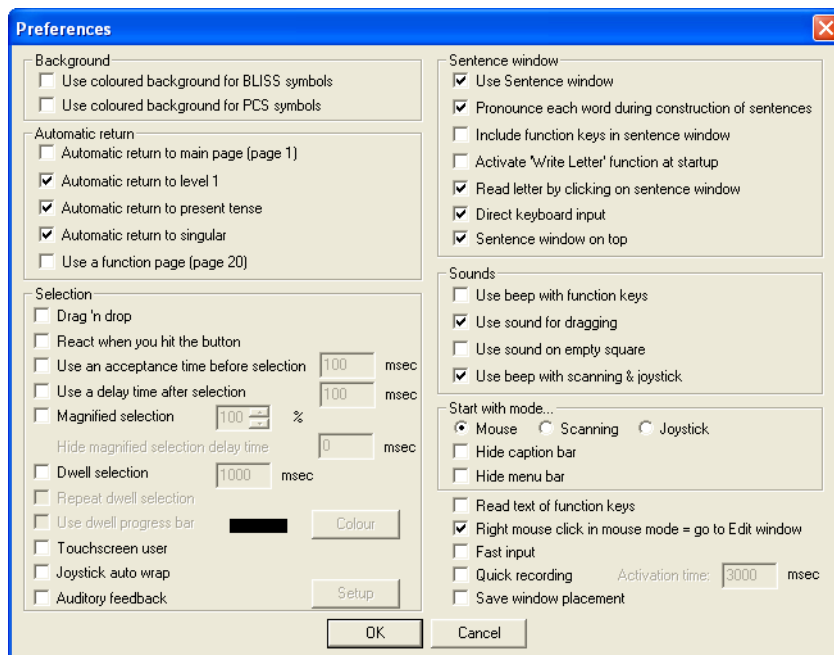 Preferences
Background
Use coloured background for BLISS symbols
Use coloured background for PCS symbols
Automatic return
Automatic return to main page (page 1)
Automatic return to level 1
Automatic return to present tense
Automatic return to singular
Use a function page (page 20)
Selection
Drag 'n drop
React when you hit the button
Use an acceptance time before selection 100 msec
Use a delay time after selection 100 msec
Magnified selection 100 %
Hide magnified selection delay time 0 msec
Dwell selection 1000 msec
Repeat dwell selection
Use dwell progress bar Colour
Touchscreen user
Joystick auto wrap
Auditory feedback Setup
Sentence window
Use Sentence window
Pronounce each word during construction of sentences
Include function keys in sentence window
Activate 'Write Letter' function at startup
Read letter by clicking on sentence window
Direct keyboard input
Sentence window on top
Sounds
Use beep with function keys
Use sound for dragging
Use sound on empty square
Use beep with scanning & joystick
Start with mode...
Mouse Scanning Joystick
Hide caption bar
Hide menu bar
Read text of function keys
Right mouse click in mouse mode = go to Edit window
Fast input
Quick recording Activation time: 3000 msec
Save window placement
OK Cancel